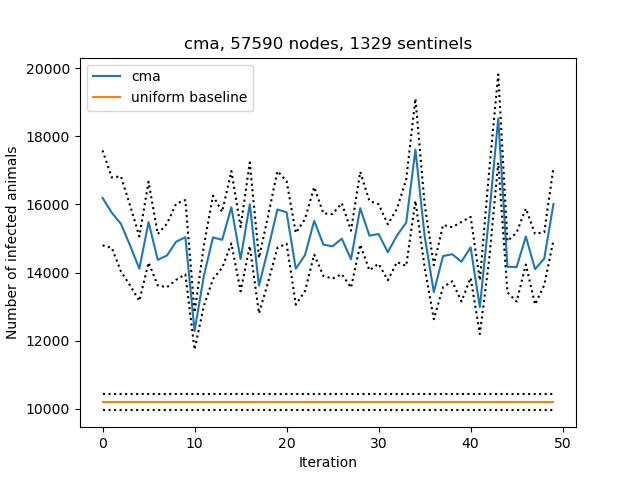 cma, 57590 nodes, 1329 sentinels
cma
uniform baseline
Number of infected animals
20000
18000
16000
14000
12000
10000
0
10
20
30
40
50
Iteration